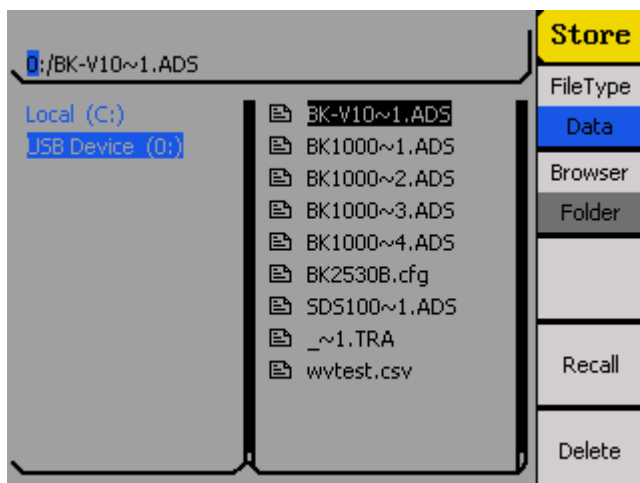 0:/BK-V10~1.ADS
Local (C:)
USB Device (0:)
BK-V10~1.ADS
BK1000~1.ADS
BK1000~2.ADS
BK1000~3.ADS
BK1000~4.ADS
BK2530B.cfg
SDS100~1.ADS
_~1.TRA
wvtest.csv
Store
FileType
Data
Browser
Folder
Recall
Delete